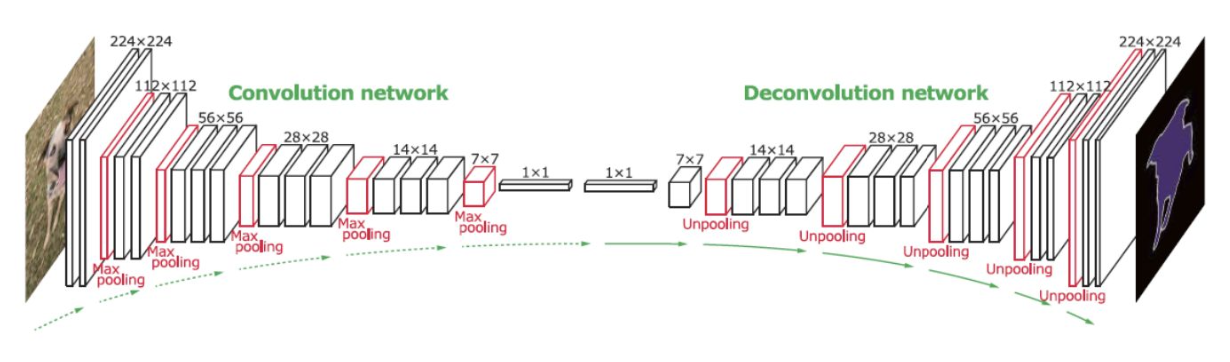 224×224
112×112
56×56
28×28
14×14
7×7
1×1
1×1
7×7
14×14
28×28
56×56
112×112
224×224
Convolution network
Deconvolution network
Max
pooling
Max
pooling
Max
pooling
Max
pooling
Max
pooling
Unpooling
Unpooling
Unpooling
Unpooling
Unpooling